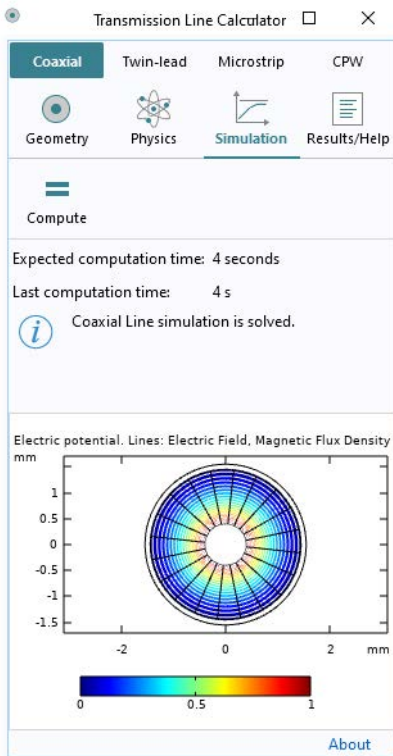 Transmission Line Calculator
Coaxial Twin-lead Microstrip CPW
Geometry Physics Simulation Results/Help
Compute
Expected computation time: 4 seconds
Last computation time: 4 s
i Coaxial Line simulation is solved.
Electric potential. Lines: Electric Field, Magnetic Flux Density
mm
1
0.5
0
-0.5
-1
-1.5
-2 0 2 mm
0 0.5 1
About